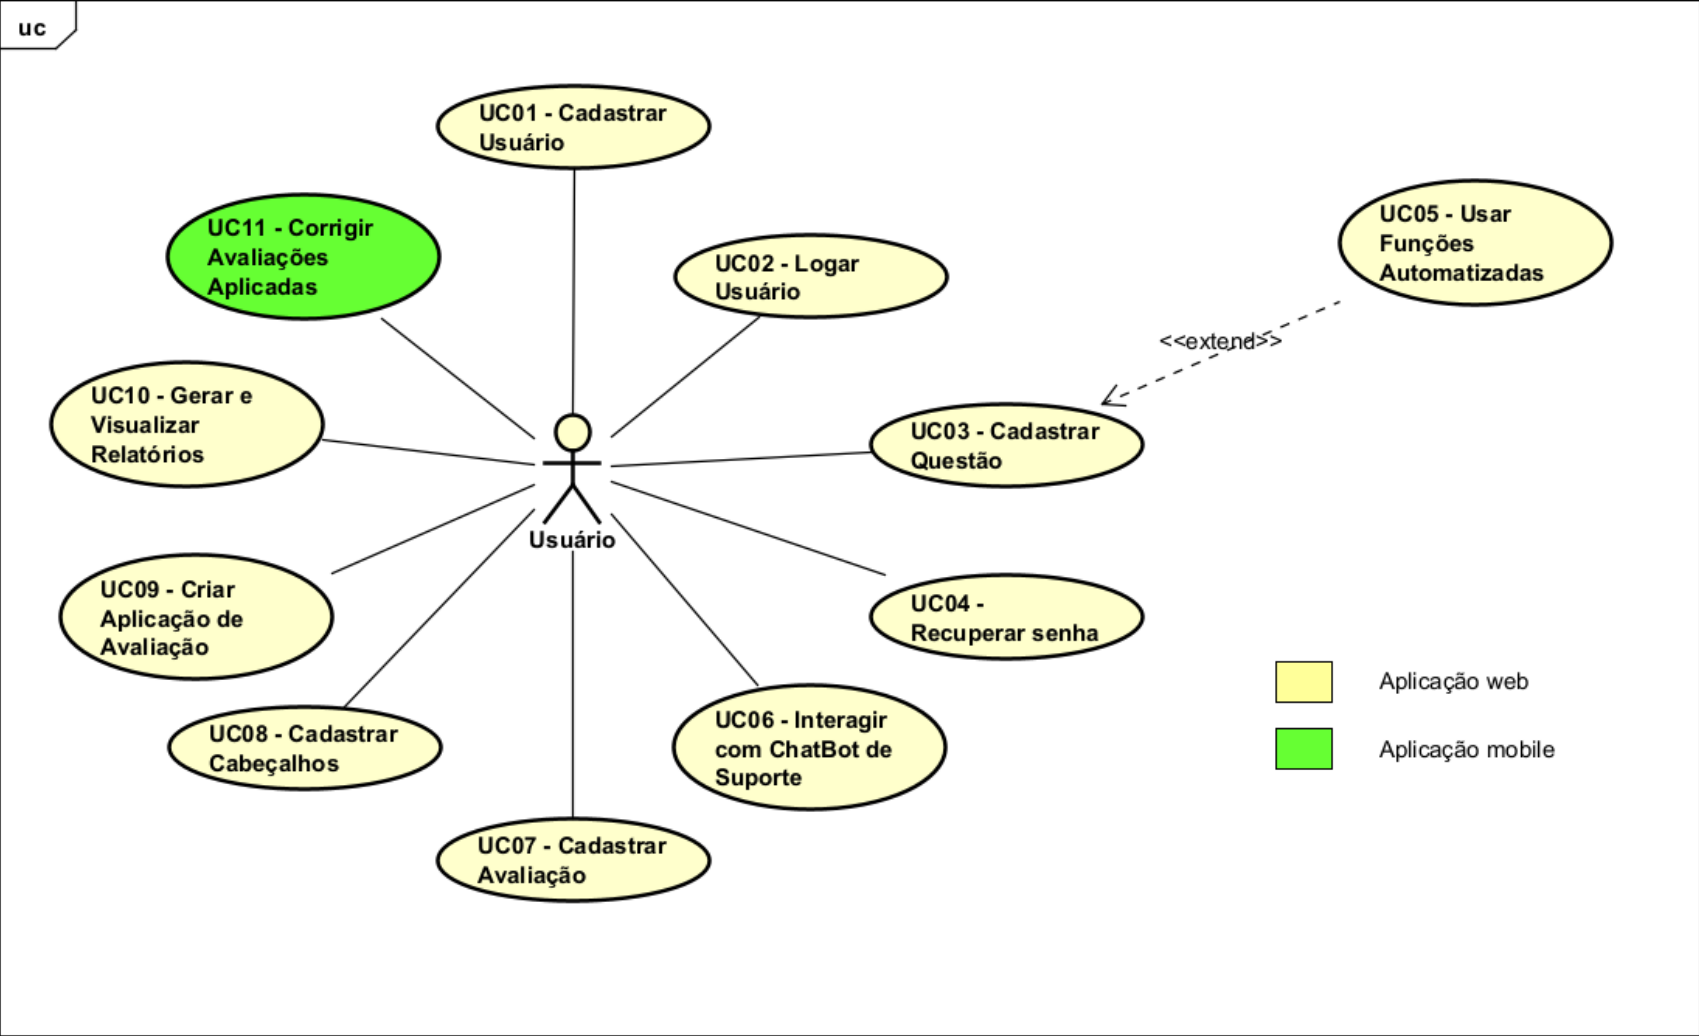 uc
UC01 - Cadastrar
Usuário
UC11 - Corrigir
Avaliações
Aplicadas
UC02 - Logar
Usuário
UC05 - Usar
Funções
Automatizadas
<<extend>>
UC10 - Gerar e
Visualizar
Relatórios
UC03 - Cadastrar
Questão
Usuário
UC09 - Criar
Aplicação de
Avaliação
UC04 -
Recuperar senha
UC08 - Cadastrar
Cabeçalhos
UC06 - Interagir
com ChatBot de
Suporte
UC07 - Cadastrar
Avaliação
Aplicação web
Aplicação mobile